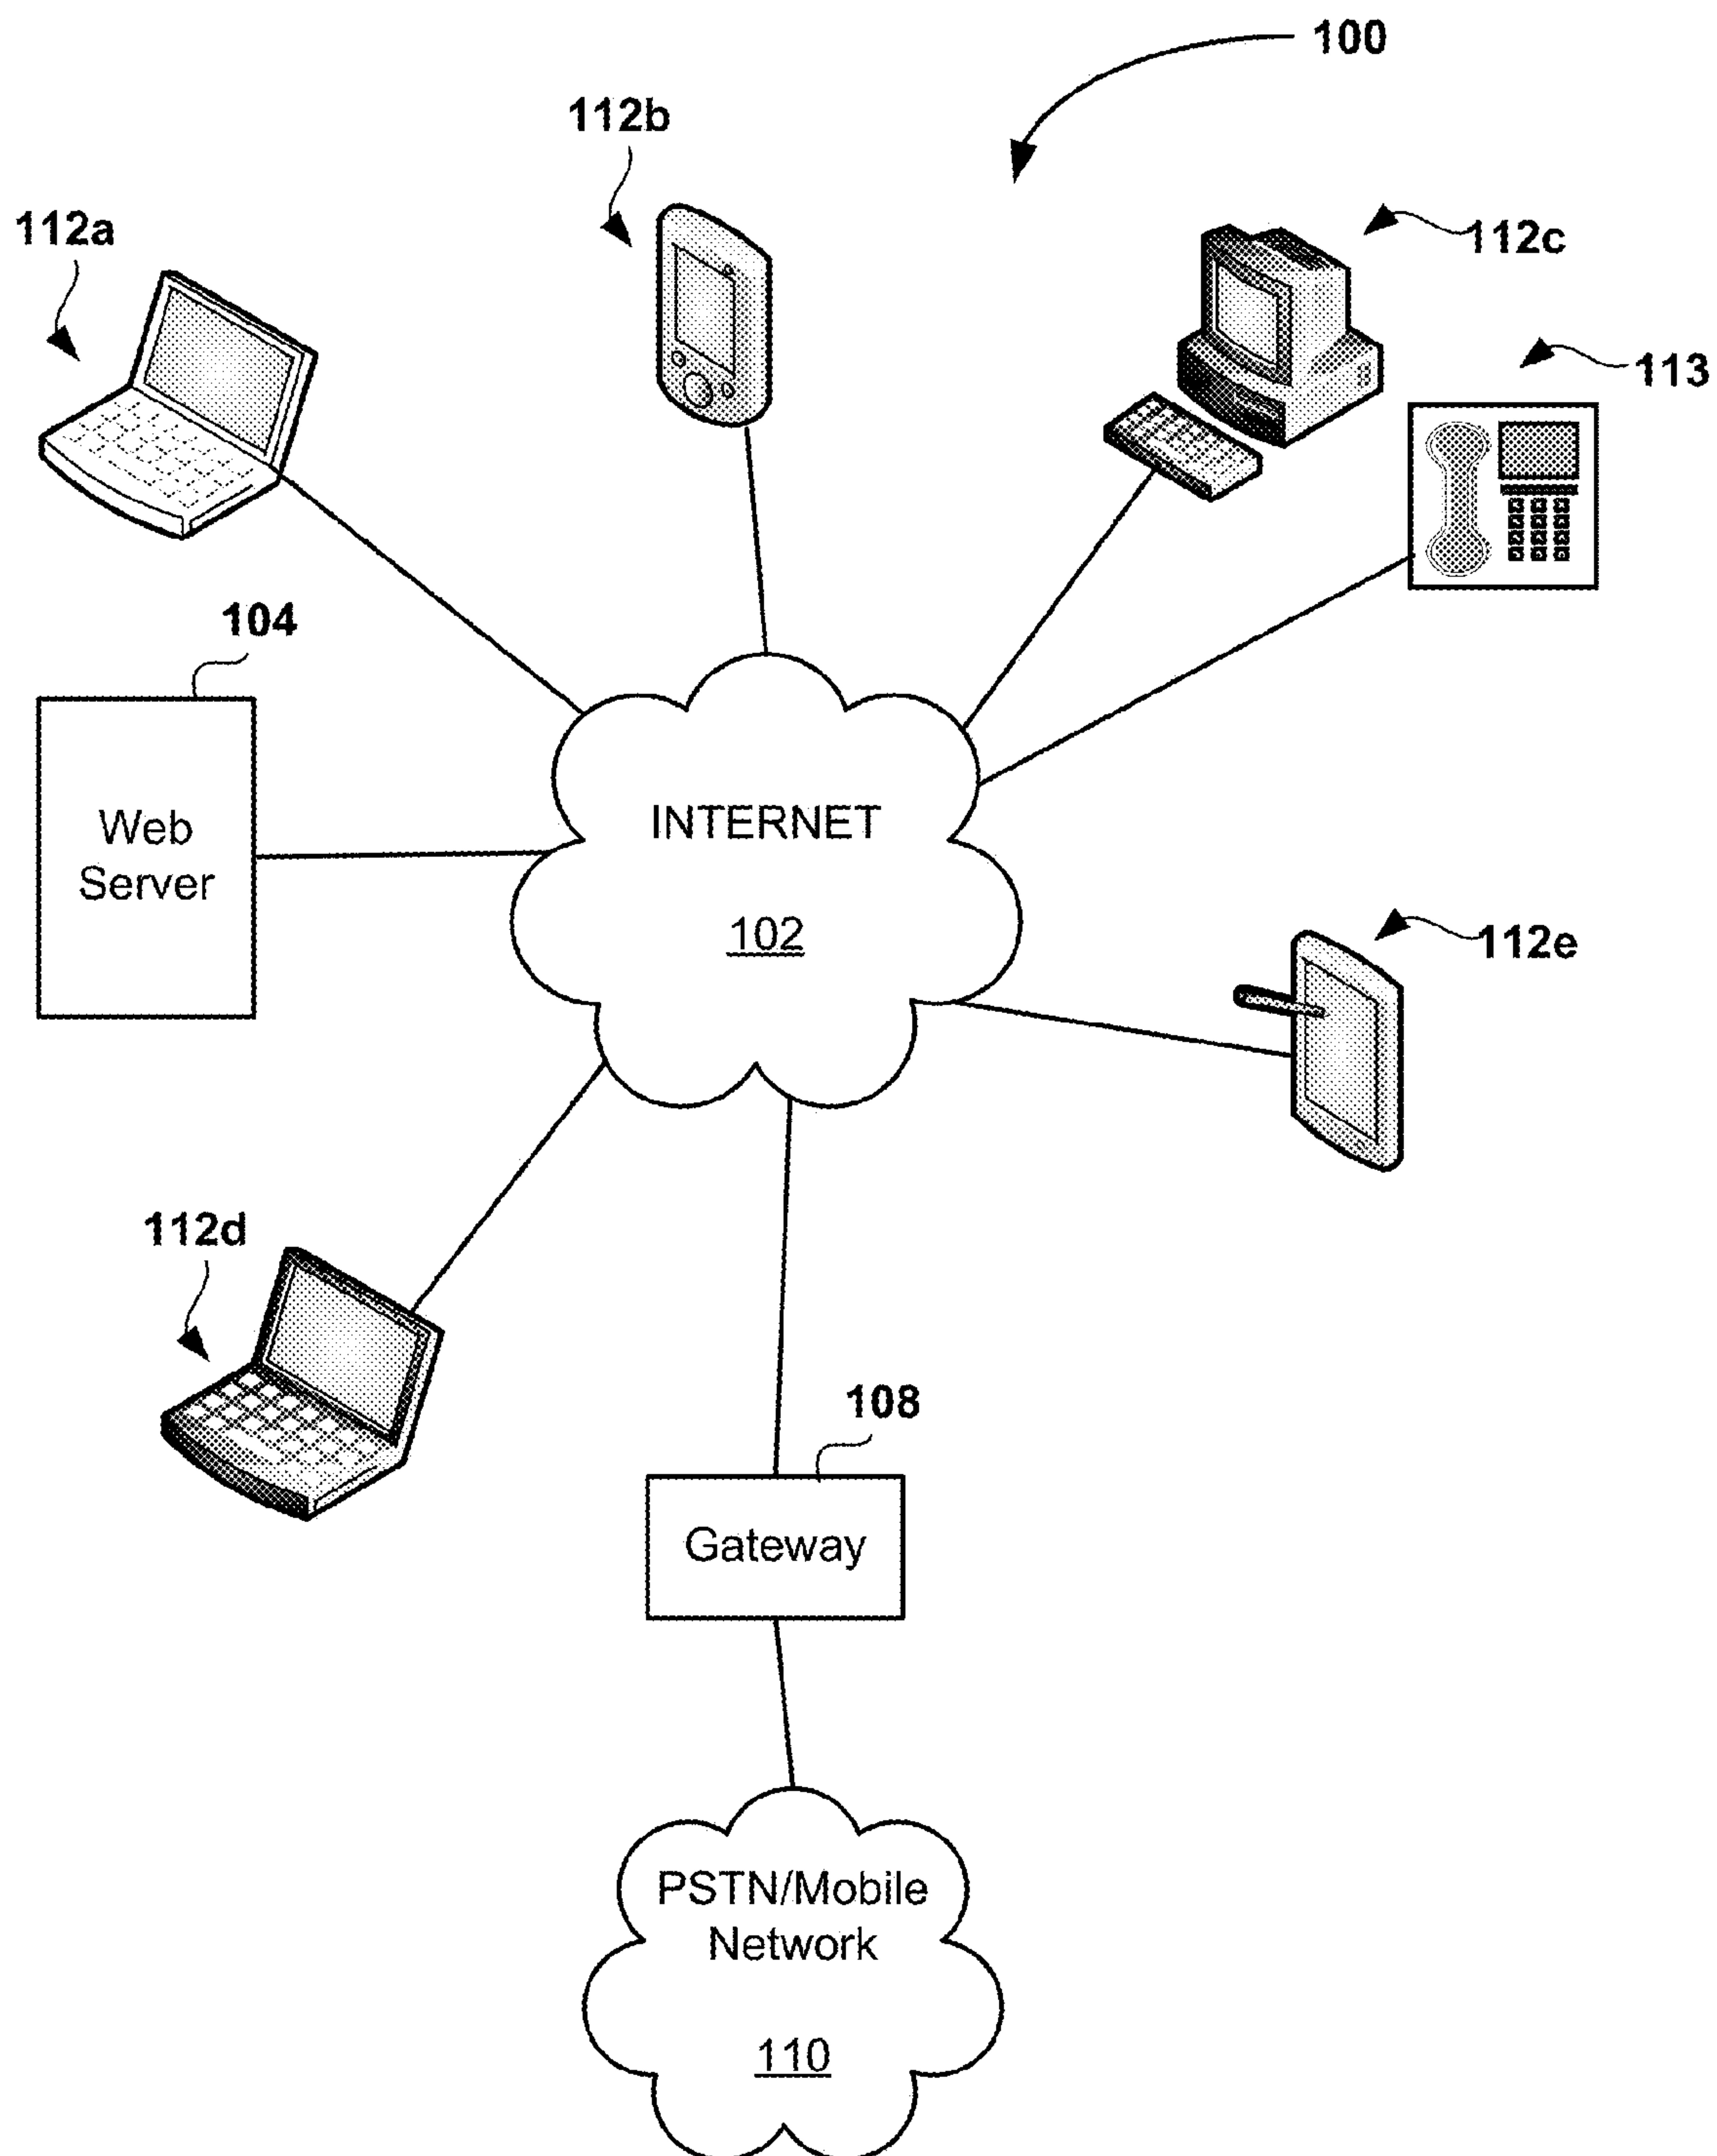 100
112b
112a
112c
113
104
Web
Server
INTERNET
102
112e
112d
108
Gateway
PSTN/Mobile
Network
110